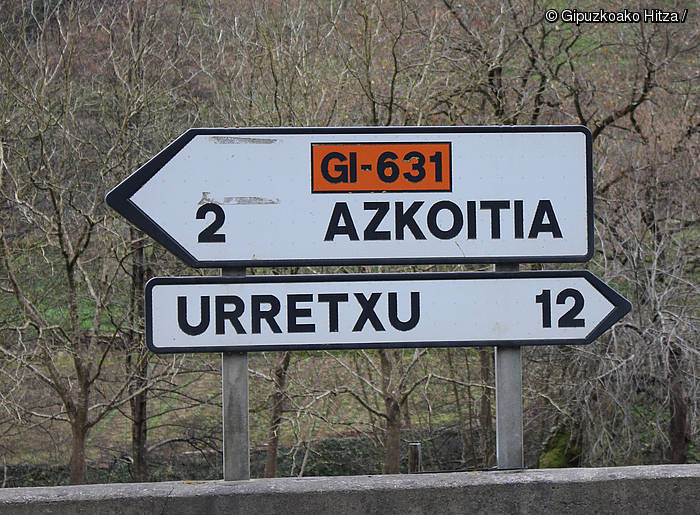 © Gipuzkoako Hitza /
GI-631
2 AZKOITIA
URRETXU 12